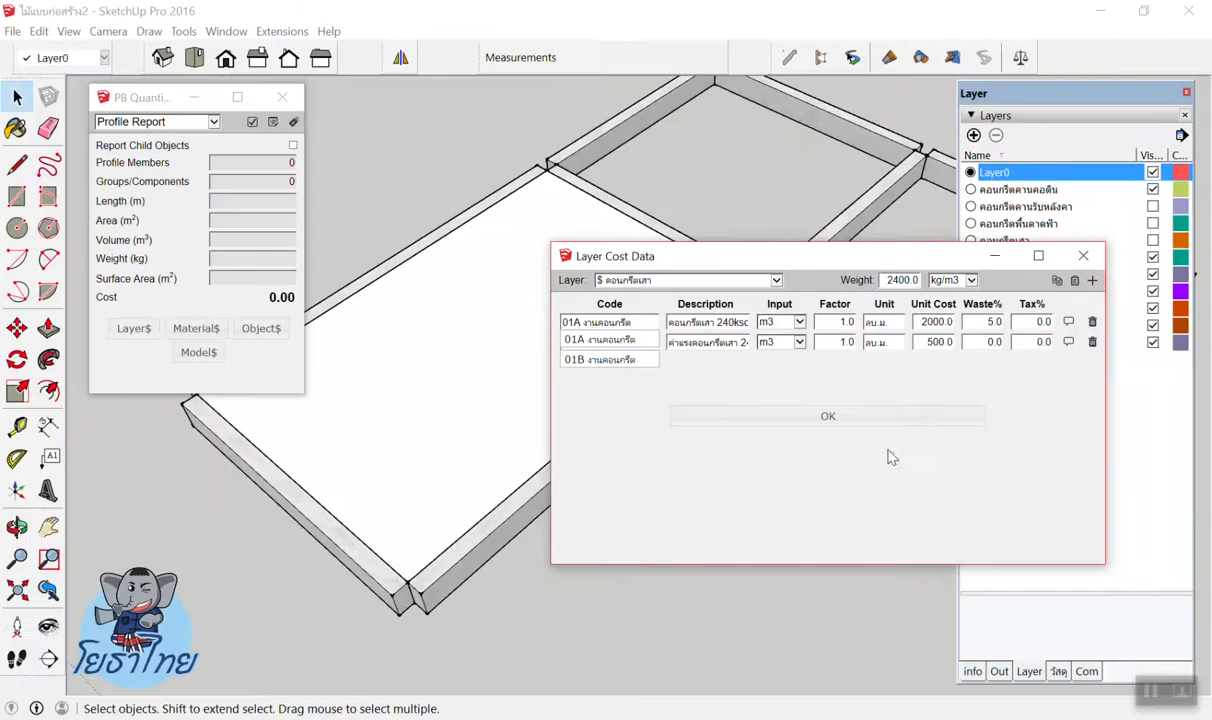 ไม้แบบก่อสร้าง2 - SketchUp Pro 2016
File Edit View Camera Draw Tools Window Extensions Help
Layer0
Measurements
PB Quanti...
Profile Report
Report Child Objects
Profile Members 0
Groups/Components 0
Length (m)
Area (m²)
Volume (m³)
Weight (kg)
Surface Area (m²)
Cost 0.00
Layer$ Material$ Object$
Model$
Layer
Layers
Name Vis... C...
Layer0
คอนกรีตคานคอดิน
คอนกรีตคานรับหลังคา
คอนกรีตพื้นดาดฟ้า
คอนกรีตเสา
Layer Cost Data
Layer: $ คอนกรีตเสา Weight: 2400.0 kg/m3
Code Description Input Factor Unit Unit Cost Waste% Tax%
01A งานคอนกรีต คอนกรีตเสา 240ksc m3 1.0 ลบ.ม. 2000.0 5.0 0.0
01A งานคอนกรีต ค่าแรงคอนกรีตเสา 2 m3 1.0 ลบ.ม. 500.0 0.0 0.0
01B งานคอนกรีต
OK
A1
โยธาไทย
info Out Layer วัสดุ Com
Select objects. Shift to extend select. Drag mouse to select multiple.